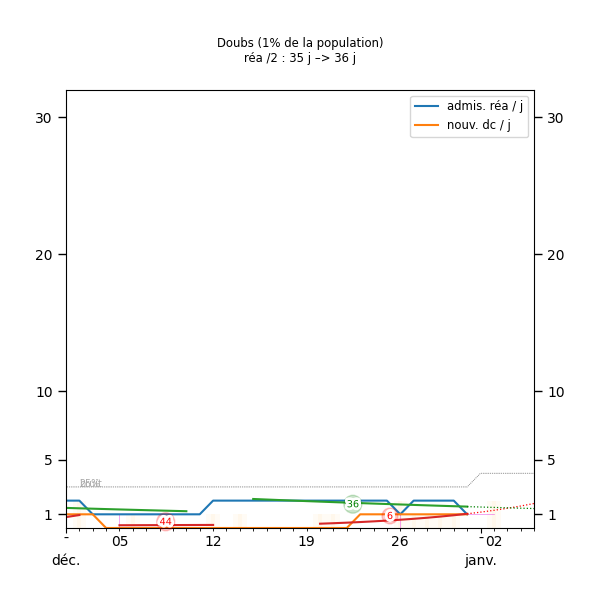 Doubs (1% de la population)
réa /2 : 35 j –> 36 j
admis. réa / j
nouv. dc / j
30 30
20 20
10 10
5 5
1 1
36
44
6
- 05 12 19 26 - 02
déc. janv.